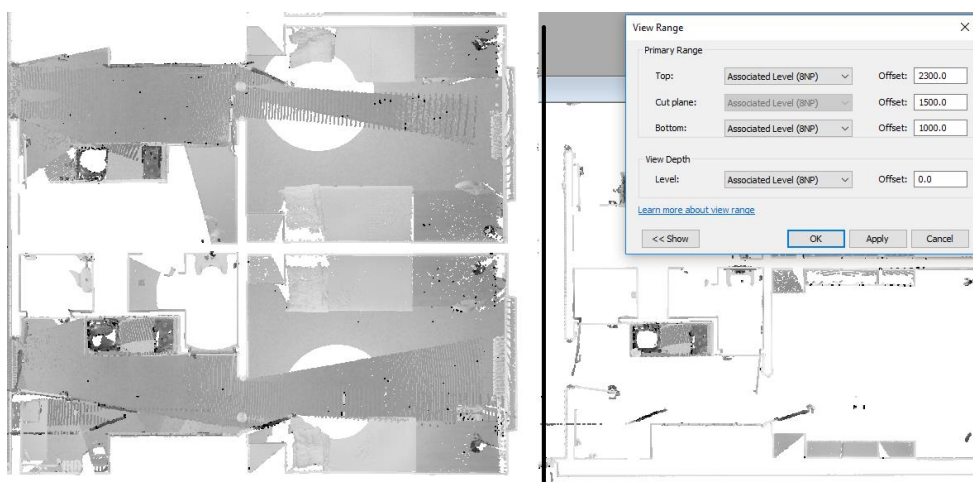 View Range
Primary Range
Top: Associated Level (8NP) Offset: 2300.0
Cut plane: Associated Level (8NP) Offset: 1500.0
Bottom: Associated Level (8NP) Offset: 1000.0
View Depth
Level: Associated Level (8NP) Offset: 0.0
Learn more about view range
<< Show OK Apply Cancel